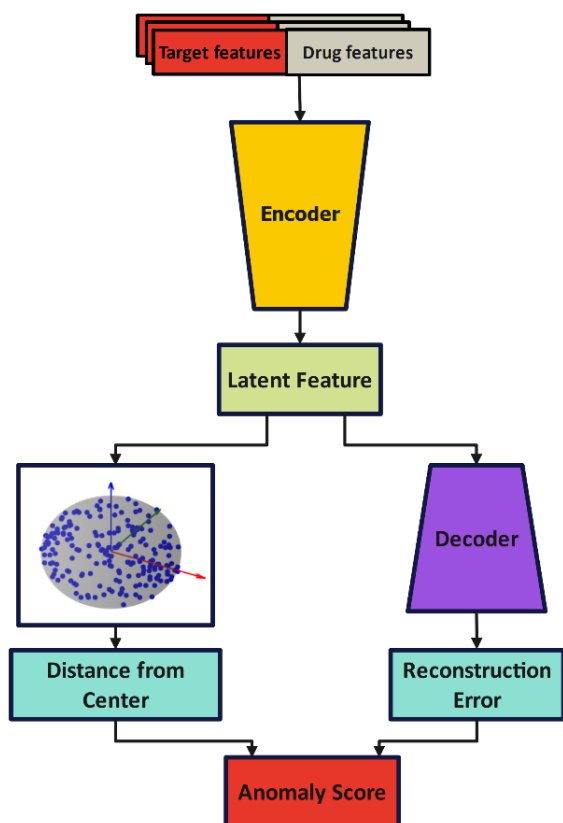 Target features Drug features
Encoder
Latent Feature
Decoder
Distance from
Center
Reconstruction
Error
Anomaly Score